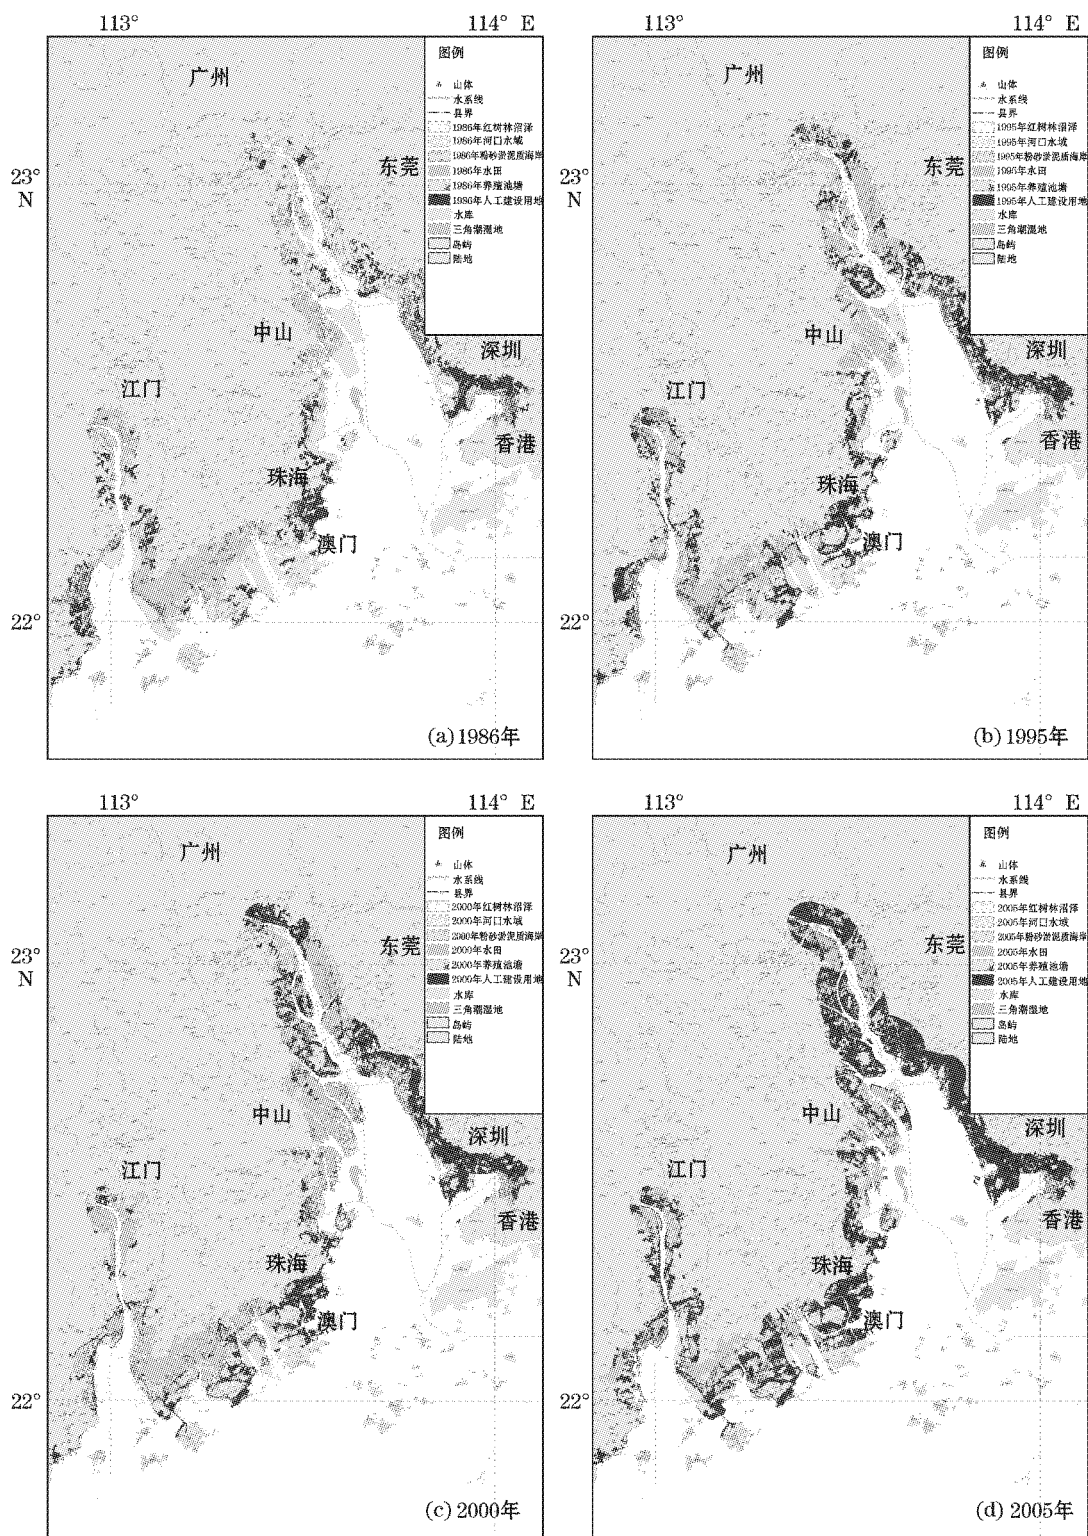 113°
114° E
23°
N
22°
广州
东莞
中山
深圳
江门
香港
珠海
澳门
图例
山体
水系线
县界
1986年红树林沼泽
1986年河口水域
1986年粉砂淤泥质海岸
1986年水田
1986年养殖池塘
1986年人工建设用地
水库
三角潮湿地
岛屿
陆地
(a) 1986年
113°
114° E
23°
N
22°
广州
东莞
中山
深圳
江门
香港
珠海
澳门
图例
山体
水系线
县界
1995年红树林沼泽
1995年河口水域
1995年粉砂淤泥质海岸
1995年水田
1995年养殖池塘
1995年人工建设用地
水库
三角潮湿地
岛屿
陆地
(b) 1995年
113°
114° E
23°
N
22°
广州
东莞
中山
深圳
江门
香港
珠海
澳门
图例
山体
水系线
县界
2000年红树林沼泽
2000年河口水域
2000年粉砂淤泥质海岸
2000年水田
2000年养殖池塘
2000年人工建设用地
水库
三角潮湿地
岛屿
陆地
(c) 2000年
113°
114° E
23°
N
22°
广州
东莞
中山
深圳
江门
香港
珠海
澳门
图例
山体
水系线
县界
2005年红树林沼泽
2005年河口水域
2005年粉砂淤泥质海岸
2005年水田
2005年养殖池塘
2005年人工建设用地
水库
三角潮湿地
岛屿
陆地
(d) 2005年